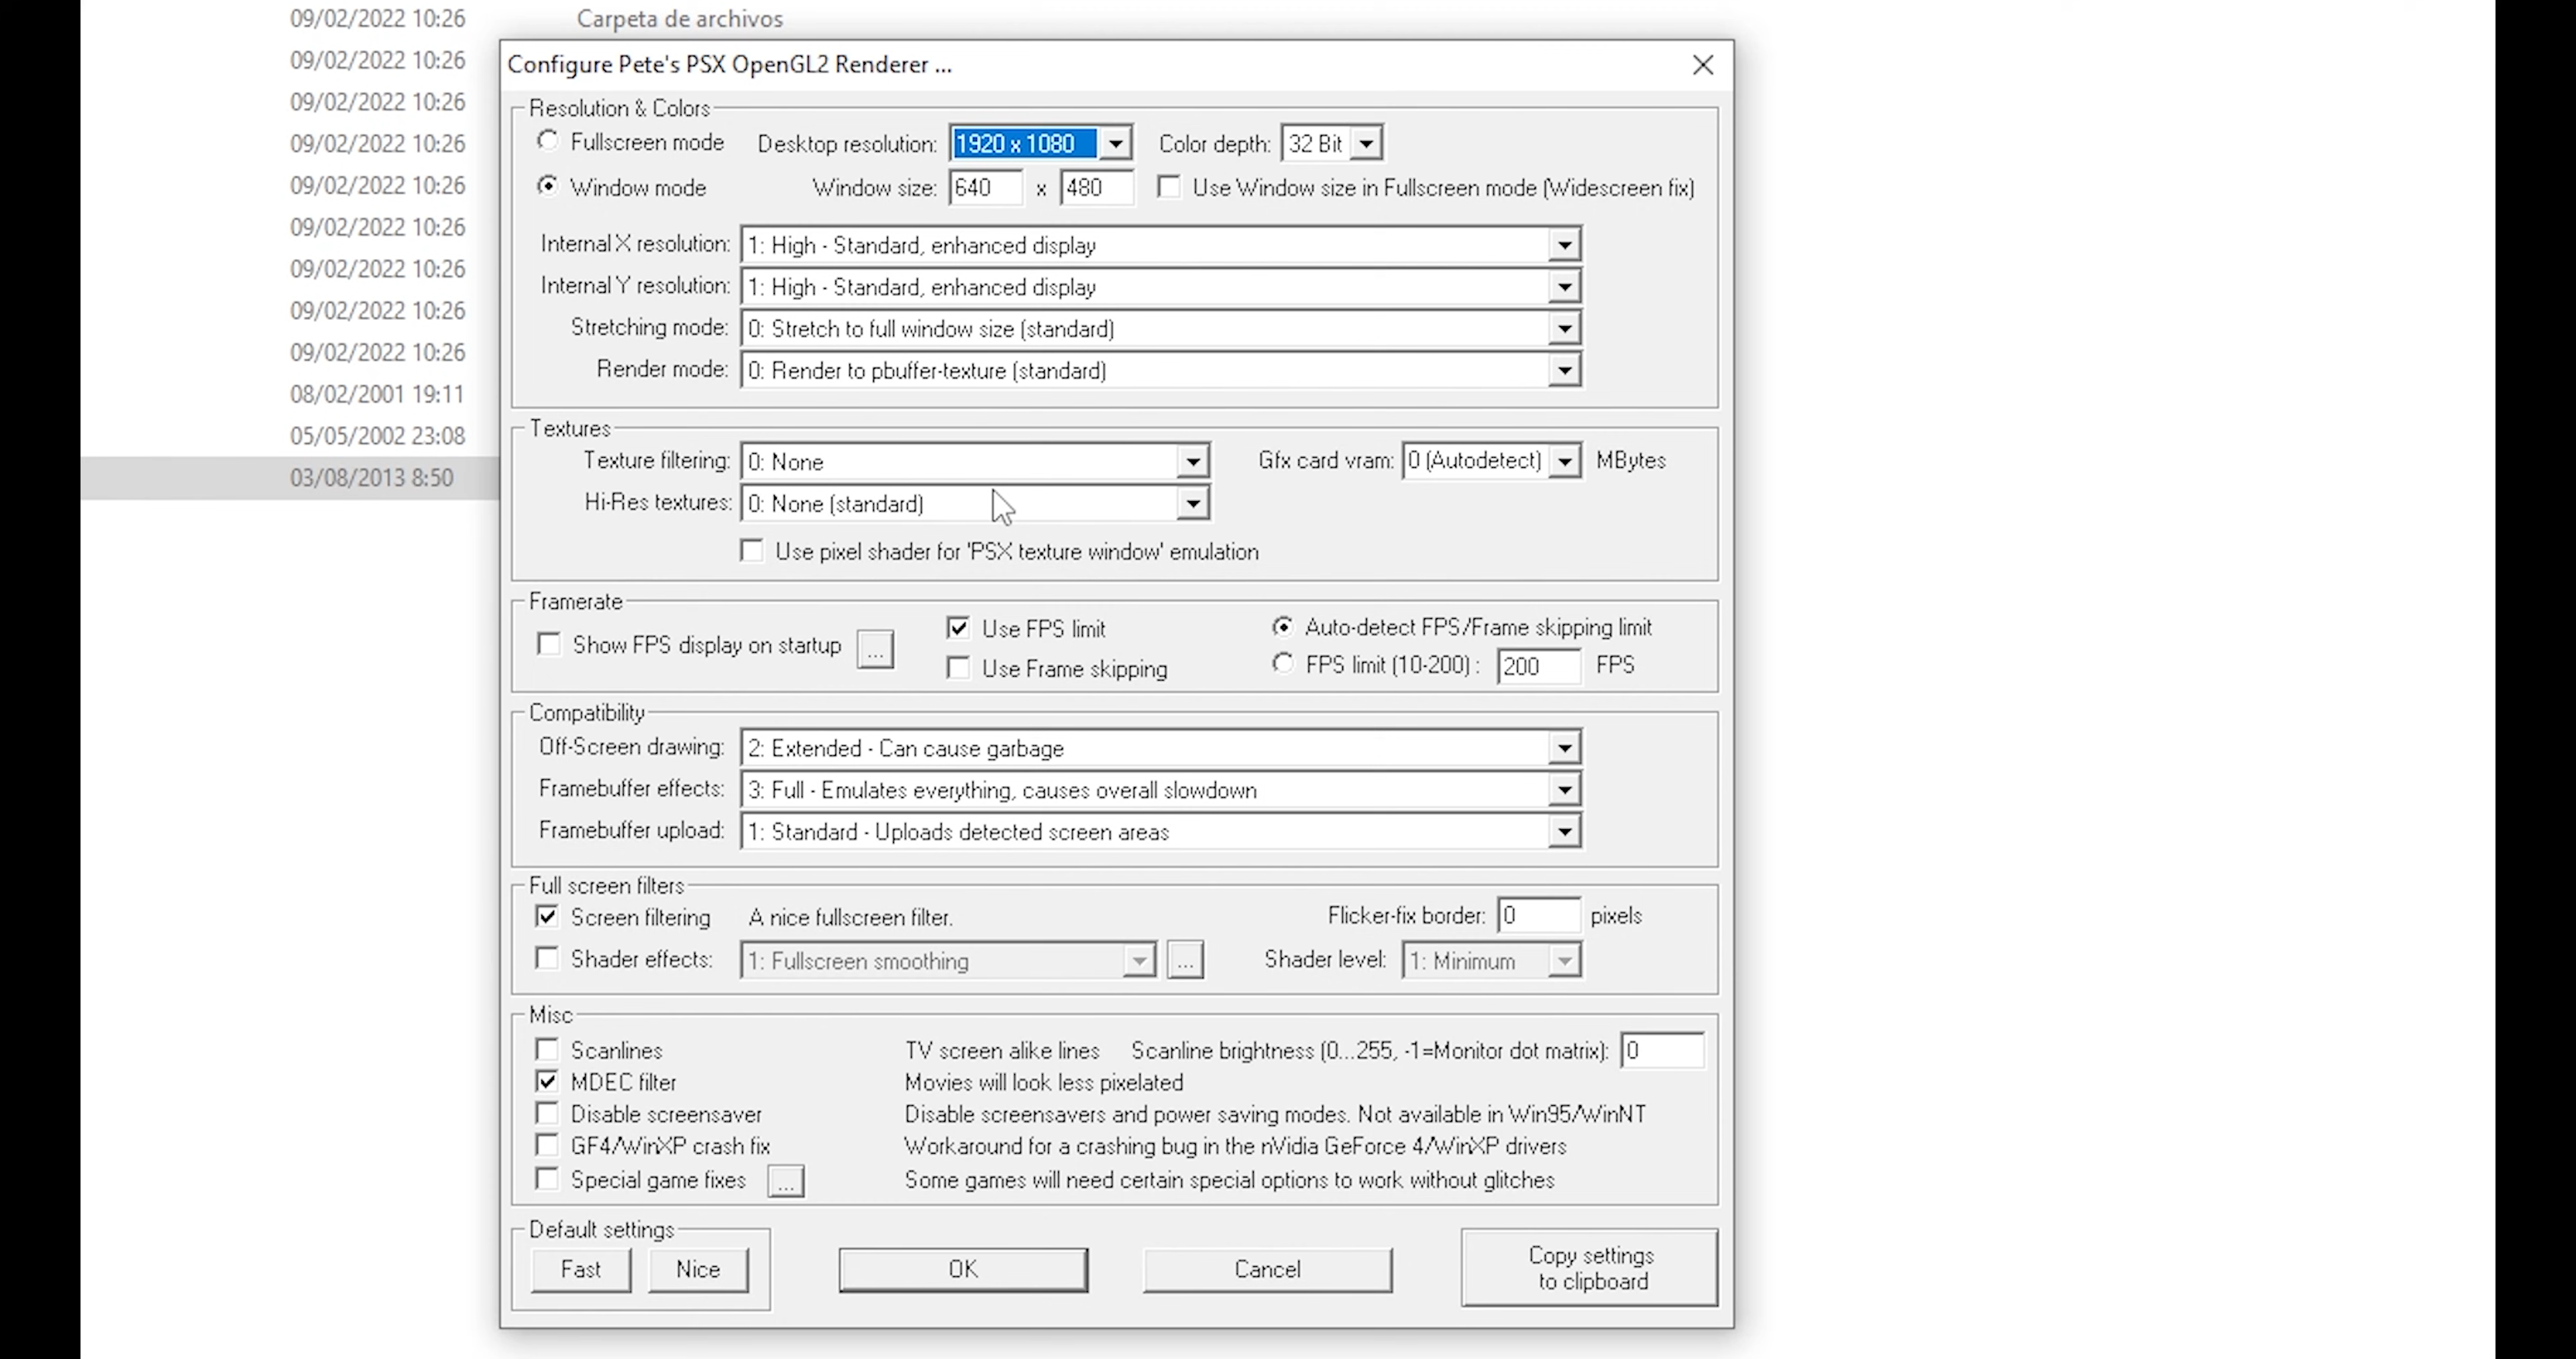 09/02/2022 10:26 Carpeta de archivos
09/02/2022 10:26
09/02/2022 10:26
09/02/2022 10:26
09/02/2022 10:26
09/02/2022 10:26
09/02/2022 10:26
09/02/2022 10:26
09/02/2022 10:26
08/02/2001 19:11
05/05/2002 23:08
03/08/2013 8:50
Configure Pete's PSX OpenGL2 Renderer ...
Resolution & Colors
Fullscreen mode Desktop resolution: 1920 x 1080 Color depth: 32 Bit
Window mode Window size: 640 x 480 Use Window size in Fullscreen mode (Widescreen fix)
Internal X resolution: 1: High - Standard, enhanced display
Internal Y resolution: 1: High - Standard, enhanced display
Stretching mode: 0: Stretch to full window size (standard)
Render mode: 0: Render to pbuffer-texture (standard)
Textures
Texture filtering: 0: None Gfx card vram: 0 (Autodetect) MBytes
Hi-Res textures: 0: None (standard)
Use pixel shader for 'PSX texture window' emulation
Framerate
Show FPS display on startup ... Use FPS limit Auto-detect FPS/Frame skipping limit
Use Frame skipping FPS limit (10-200) : 200 FPS
Compatibility
Off-Screen drawing: 2: Extended - Can cause garbage
Framebuffer effects: 3: Full - Emulates everything, causes overall slowdown
Framebuffer upload: 1: Standard - Uploads detected screen areas
Full screen filters
Screen filtering A nice fullscreen filter. Flicker-fix border: 0 pixels
Shader effects: 1: Fullscreen smoothing ... Shader level: 1: Minimum
Misc
Scanlines TV screen alike lines Scanline brightness (0...255, -1=Monitor dot matrix): 0
MDEC filter Movies will look less pixelated
Disable screensaver Disable screensavers and power saving modes. Not available in Win95/WinNT
GF4/WinXP crash fix Workaround for a crashing bug in the nVidia GeForce 4/WinXP drivers
Special game fixes ... Some games will need certain special options to work without glitches
Default settings
Fast Nice OK Cancel Copy settings
to clipboard